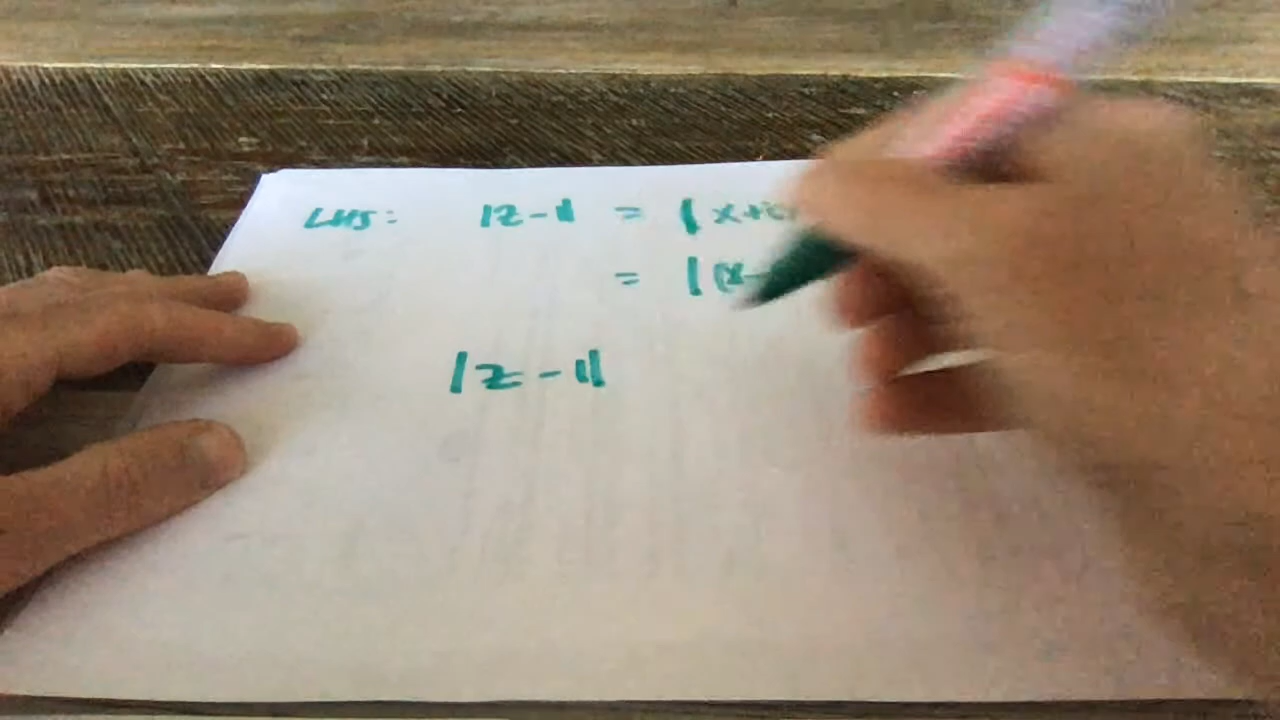 LHS: |z-1| = |x+i
= |(x-
|z-1|